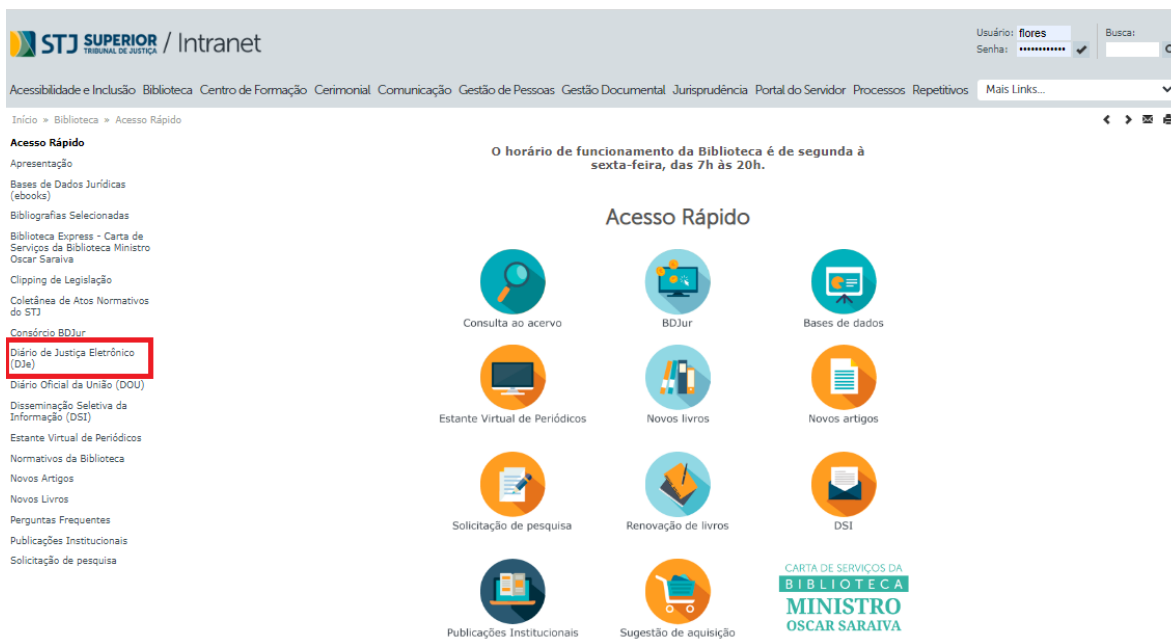 STJ SUPERIOR TRIBUNAL DE JUSTIÇA / Intranet
Usuário: flores
Senha: ••••••••••••
Busca:
Acessibilidade e Inclusão Biblioteca Centro de Formação Cerimonial Comunicação Gestão de Pessoas Gestão Documental Jurisprudência Portal do Servidor Processos Repetitivos Mais Links...
Início » Biblioteca » Acesso Rápido
Acesso Rápido
Apresentação
Bases de Dados Jurídicas
(ebooks)
Bibliografias Selecionadas
Biblioteca Express - Carta de
Serviços da Biblioteca Ministro
Oscar Saraiva
Clipping de Legislação
Coletânea de Atos Normativos
do STJ
Consórcio BDJur
Diário de Justiça Eletrônico
(DJe)
Diário Oficial da União (DOU)
Disseminação Seletiva da
Informação (DSI)
Estante Virtual de Periódicos
Normativos da Biblioteca
Novos Artigos
Novos Livros
Perguntas Frequentes
Publicações Institucionais
Solicitação de pesquisa
O horário de funcionamento da Biblioteca é de segunda à
sexta-feira, das 7h às 20h.
Acesso Rápido
Consulta ao acervo
BDJur
Bases de dados
Estante Virtual de Periódicos
Novos livros
Novos artigos
Solicitação de pesquisa
Renovação de livros
DSI
Publicações Institucionais
Sugestão de aquisição
CARTA DE SERVIÇOS DA
BIBLIOTECA
MINISTRO
OSCAR SARAIVA